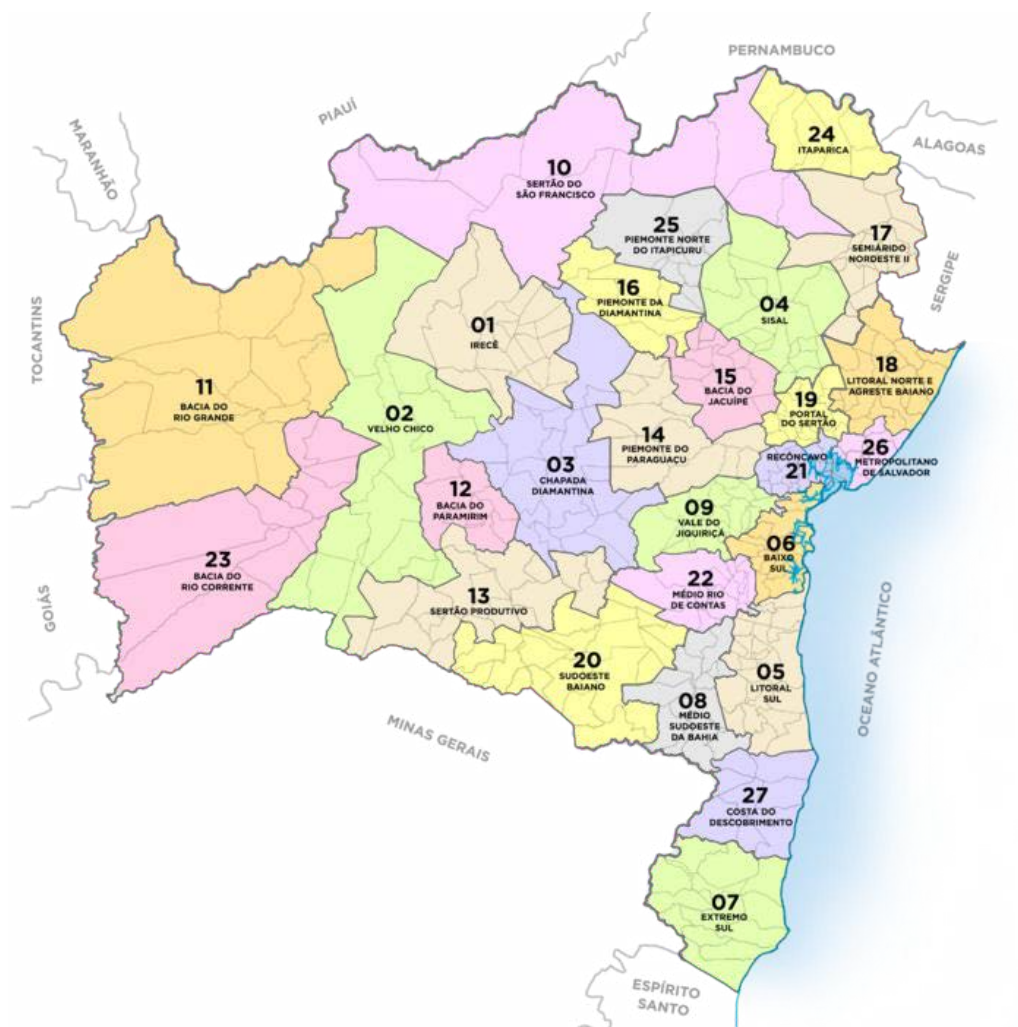 PERNAMBUCO
PIAUÍ
MARANHÃO
24
ITAPARICA
ALAGOAS
10
SERTÃO DO
SÃO FRANCISCO
25
PIEMONTE NORTE
DO ITAPICURU
17
SEMIÁRIDO
NORDESTE II
SERGIPE
16
PIEMONTE DA
DIAMANTINA
04
SISAL
TOCANTINS
01
IRECÊ
11
BACIA DO
RIO GRANDE
02
VELHO CHICO
15
BACIA DO
JACUÍPE
18
LITORAL NORTE E
AGRESTE BAIANO
19
PORTAL
DO SERTÃO
14
PIEMONTE DO
PARAGUAÇU
03
CHAPADA
DIAMANTINA
RECÔNCAVO
21
26
METROPOLITANO
DE SALVADOR
12
BACIA DO
PARAMIRIM
09
VALE DO
JIQUIRIÇÁ
06
BAIXO
SUL
23
BACIA DO
RIO CORRENTE
22
MÉDIO RIO
DE CONTAS
GOIÁS
13
SERTÃO PRODUTIVO
20
SUDOESTE
BAIANO
05
LITORAL
SUL
OCEANO ATLÂNTICO
08
MÉDIO
SUDOESTE
DA BAHIA
MINAS GERAIS
27
COSTA DO
DESCOBRIMENTO
07
EXTREMO
SUL
ESPÍRITO
SANTO